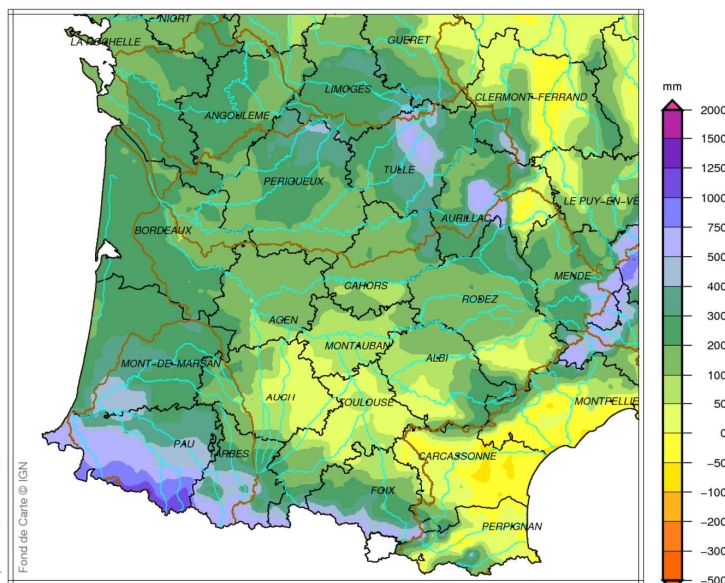 NIORT
LA ROCHELLE
GUERET
LIMOGES
CLERMONT-FERRAND
ANGOULEME
TULLE
PERIGUEUX
LE PUY-EN-VE
AURILLAC
BORDEAUX
CAHORS
MENDE
RODEZ
AGEN
MONTAUBAN
ALBI
MONT-DE-MARSAN
AUCH
TOULOUSE
MONTPELLIE
PAU
TARBES
CARCASSONNE
FOIX
PERPIGNAN
Fond de Carte © IGN
mm
2000
1500
1250
1000
750
500
400
300
200
100
50
0
-50
-100
-200
-300
-500